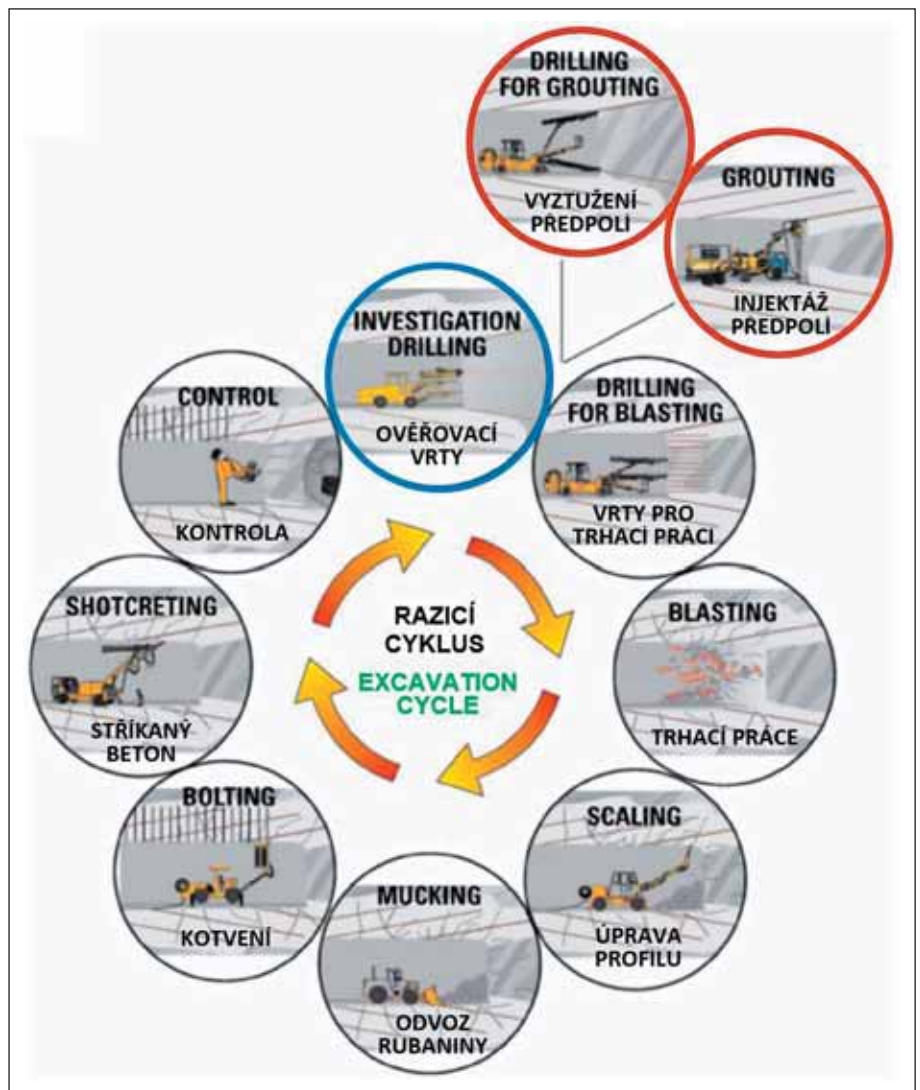 DRILLING
FOR GROUTING
VYZTUŽENÍ
PŘEDPOLÍ
GROUTING
INJEKTÁŽ
PŘEDPOLÍ
INVESTIGATION
DRILLING
OVĚŘOVACÍ
VRTY
DRILLING
FOR BLASTING
VRTY PRO
TRHACÍ PRÁCI
BLASTING
TRHACÍ PRÁCE
SCALING
ÚPRAVA
PROFILU
MUCKING
ODVOZ
RUBANINY
BOLTING
KOTVENÍ
SHOTCRETING
STŘÍKANÝ
BETON
CONTROL
KONTROLA
RAZICÍ
CYKLUS
EXCAVATION
CYCLE